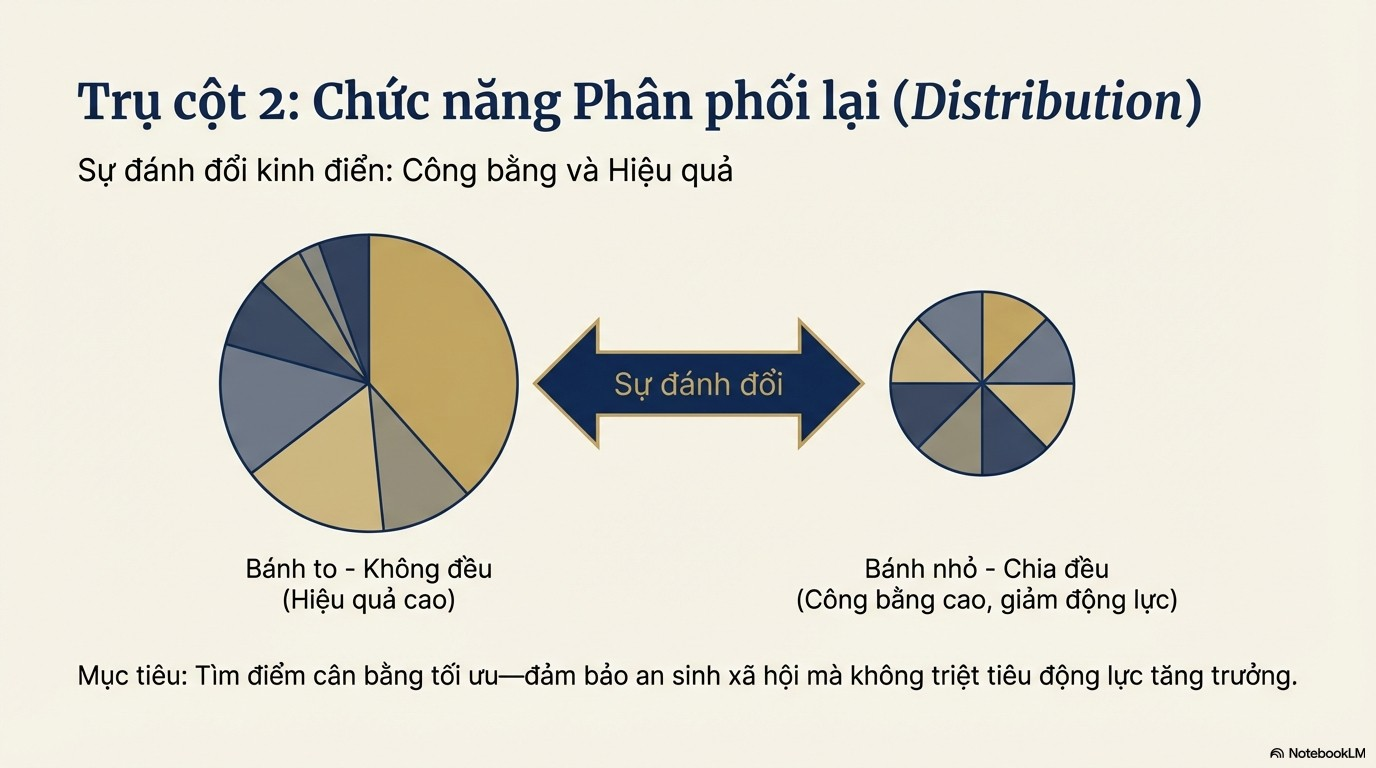 Trụ cột 2: Chức năng Phân phối lại (Distribution)
Sự đánh đổi kinh điển: Công bằng và Hiệu quả
Sự đánh đổi
Bánh to - Không đều
(Hiệu quả cao)
Bánh nhỏ - Chia đều
(Công bằng cao, giảm động lực)
Mục tiêu: Tìm điểm cân bằng tối ưu—đảm bảo an sinh xã hội mà không triệt tiêu động lực tăng trưởng.
NotebookLM